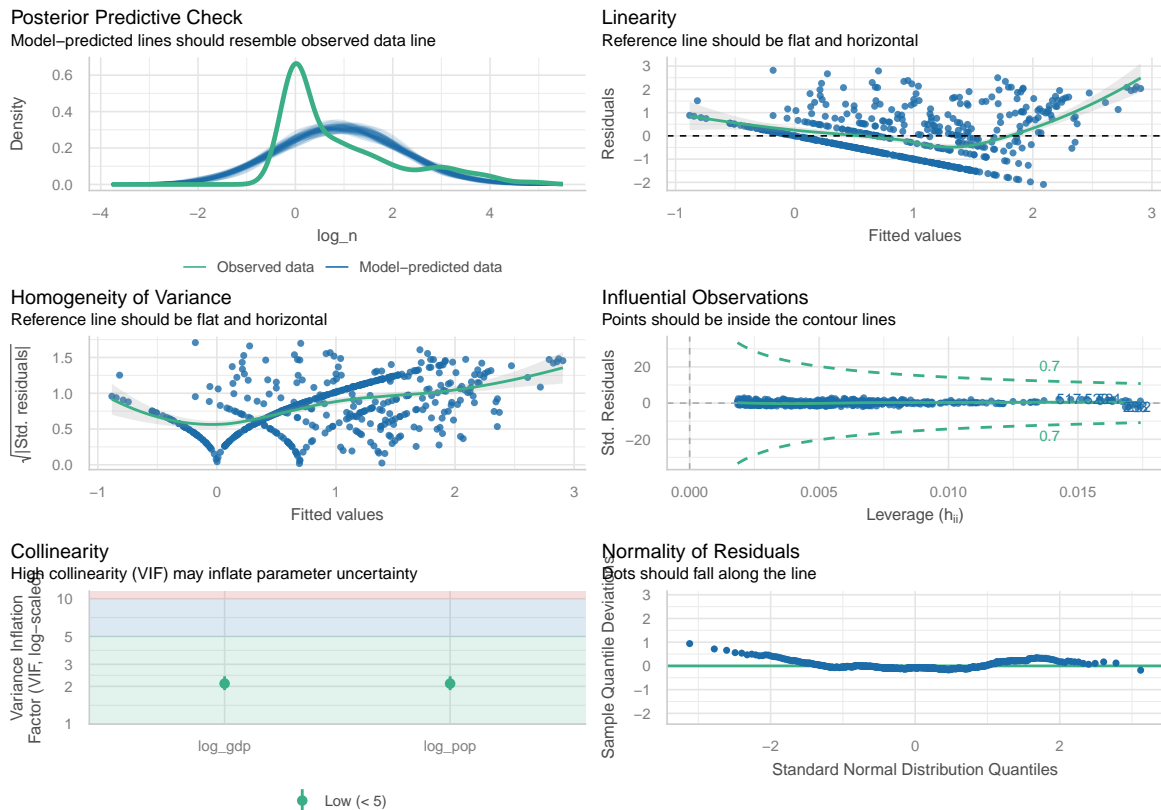 Posterior Predictive Check
Model−predicted lines should resemble observed data line
Density
0.6
0.4
0.2
0.0
−4 −2 0 2 4
log_n
Observed data Model−predicted data
Linearity
Reference line should be flat and horizontal
Residuals
3
2
1
0
−1
−2
−1 0 1 2 3
Fitted values
Homogeneity of Variance
Reference line should be flat and horizontal
√|Std. residuals|
1.5
1.0
0.5
0.0
−1 0 1 2 3
Fitted values
Influential Observations
Points should be inside the contour lines
Std. Residuals
20
0
−20
0.7
0.7
0.000 0.005 0.010 0.015
Leverage (hii)
Collinearity
High collinearity (VIF) may inflate parameter uncertainty
Variance Inflation
Factor (VIF, log−scaled)
10
5
3
2
1
log_gdp log_pop
Low (< 5)
Normality of Residuals
Dots should fall along the line
Sample Quantile Deviations
3
2
1
0
−1
−2
−2 0 2
Standard Normal Distribution Quantiles